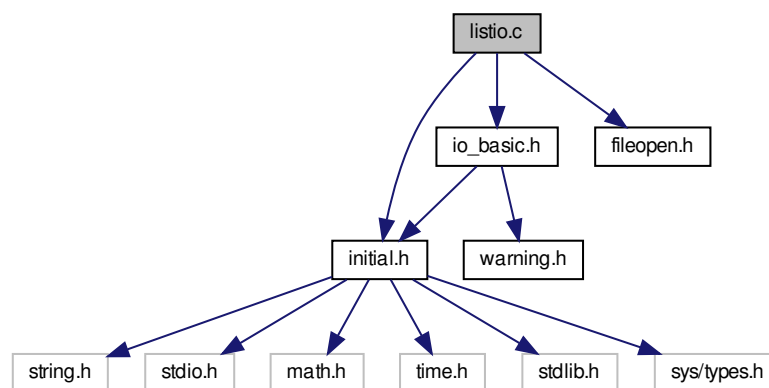 listio.c
io_basic.h
fileopen.h
initial.h
warning.h
string.h
stdio.h
math.h
time.h
stdlib.h
sys/types.h